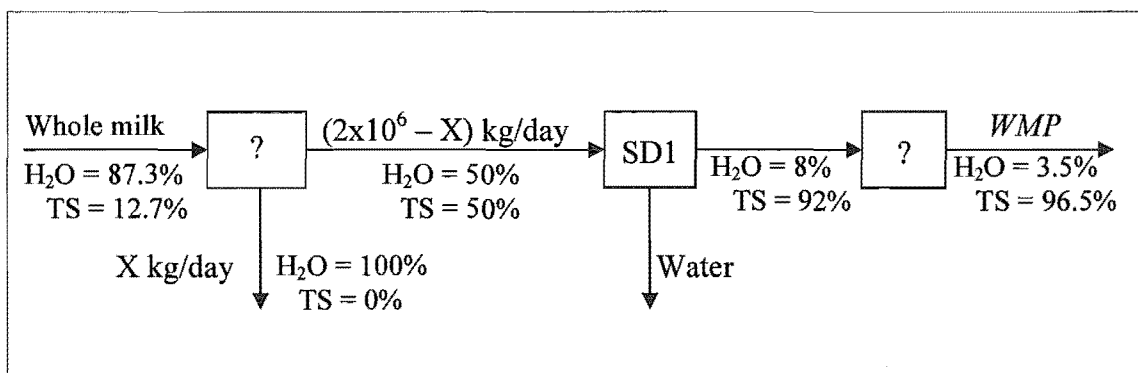 Whole milk
H₂O = 87.3%
TS = 12.7%
?
X kg/day
H₂O = 100%
TS = 0%
(2x10⁶ – X) kg/day
H₂O = 50%
TS = 50%
SD1
Water
H₂O = 8%
TS = 92%
?
WMP
H₂O = 3.5%
TS = 96.5%